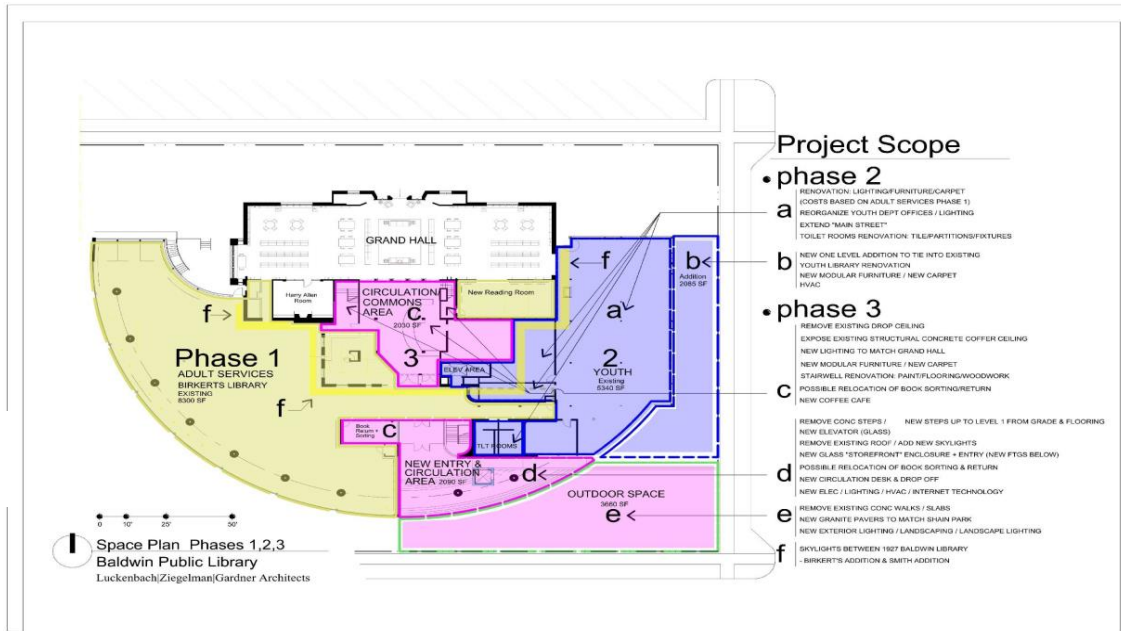 Project Scope
phase 2
a
RENOVATION: LIGHTING/FURNITURE/CARPET
(COSTS BASED ON ADULT SERVICES PHASE 1)
REORGANIZE YOUTH DEPT OFFICES / LIGHTING
EXTEND "MAIN STREET"
TOILET ROOMS RENOVATION: TILE/PARTITIONS/FIXTURES
b
NEW ONE LEVEL ADDITION TO TIE INTO EXISTING
YOUTH LIBRARY RENOVATION
NEW MODULAR FURNITURE / NEW CARPET
HVAC
phase 3
REMOVE EXISTING DROP CEILING
EXPOSE EXISTING STRUCTURAL CONCRETE COFFER CEILING
NEW LIGHTING TO MATCH GRAND HALL
NEW MODULAR FURNITURE / NEW CARPET
STAIRWELL RENOVATION: PAINT/FLOORING/WOODWORK
c
POSSIBLE RELOCATION OF BOOK SORTING/RETURN
NEW COFFEE CAFE
REMOVE CONC STEPS / NEW STEPS UP TO LEVEL 1 FROM GRADE & FLOORING
NEW ELEVATOR (GLASS)
REMOVE EXISTING ROOF / ADD NEW SKYLIGHTS
NEW GLASS "STOREFRONT" ENCLOSURE + ENTRY (NEW FTGS BELOW)
d
POSSIBLE RELOCATION OF BOOK SORTING & RETURN
NEW CIRCULATION DESK & DROP OFF
NEW ELEC / LIGHTING / HVAC / INTERNET TECHNOLOGY
e
REMOVE EXISTING CONC WALKS / SLABS
NEW GRANITE PAVERS TO MATCH SHAIN PARK
NEW EXTERIOR LIGHTING / LANDSCAPING / LANDSCAPE LIGHTING
f
SKYLIGHTS BETWEEN 1927 BALDWIN LIBRARY
- BIRKERT'S ADDITION & SMITH ADDITION
GRAND HALL
Harry Allen
Room
CIRCULATION
COMMONS
AREA
c
2030 SF
3
New Reading Room
f
b
Addition
2085 SF
a
f
Phase 1
ADULT SERVICES
BIRKERTS LIBRARY
EXISTING
8300 SF
f
ELEV AREA
2
YOUTH
Existing
5340 SF
Book
Return +
Sorting
c
TLT ROOMS
NEW ENTRY &
CIRCULATION
AREA 2090 SF
d
OUTDOOR SPACE
3660 SF
e
0 10' 25' 50'
Space Plan Phases 1,2,3
Baldwin Public Library
Luckenbach|Ziegelman|Gardner Architects